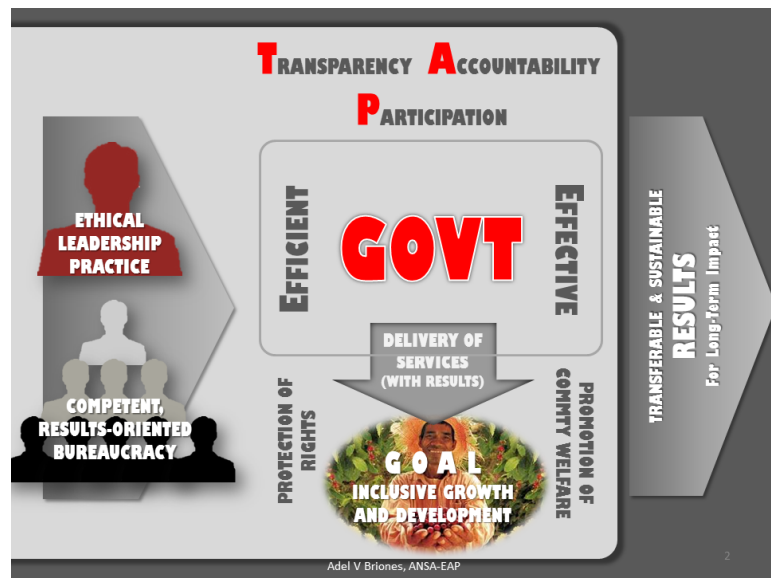 TRANSPARENCY ACCOUNTABILITY
PARTICIPATION
ETHICAL
LEADERSHIP
PRACTICE
COMPETENT,
RESULTS-ORIENTED
BUREAUCRACY
EFFICIENT
GOVT
EFFECTIVE
DELIVERY OF
SERVICES
(WITH RESULTS)
PROTECTION OF
RIGHTS
PROMOTION OF
COMMTY WELFARE
GOAL
INCLUSIVE GROWTH
AND DEVELOPMENT
TRANSFERABLE & SUSTAINABLE
RESULTS
For Long-Term Impact
Adel V Briones, ANSA-EAP
2